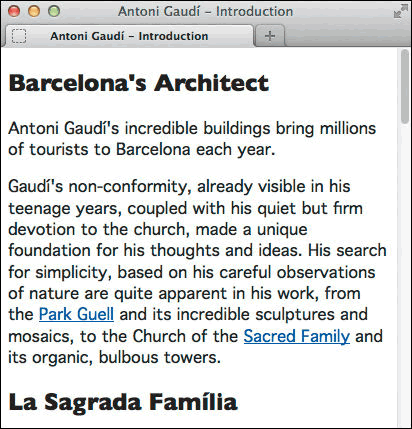 Antoni Gaudí – Introduction
Antoni Gaudí – Introduction
Barcelona's Architect
Antoni Gaudí's incredible buildings bring millions
of tourists to Barcelona each year.
Gaudí's non-conformity, already visible in his
teenage years, coupled with his quiet but firm
devotion to the church, made a unique
foundation for his thoughts and ideas. His search
for simplicity, based on his careful observations
of nature are quite apparent in his work, from
the Park Guell and its incredible sculptures and
mosaics, to the Church of the Sacred Family and
its organic, bulbous towers.
La Sagrada Família